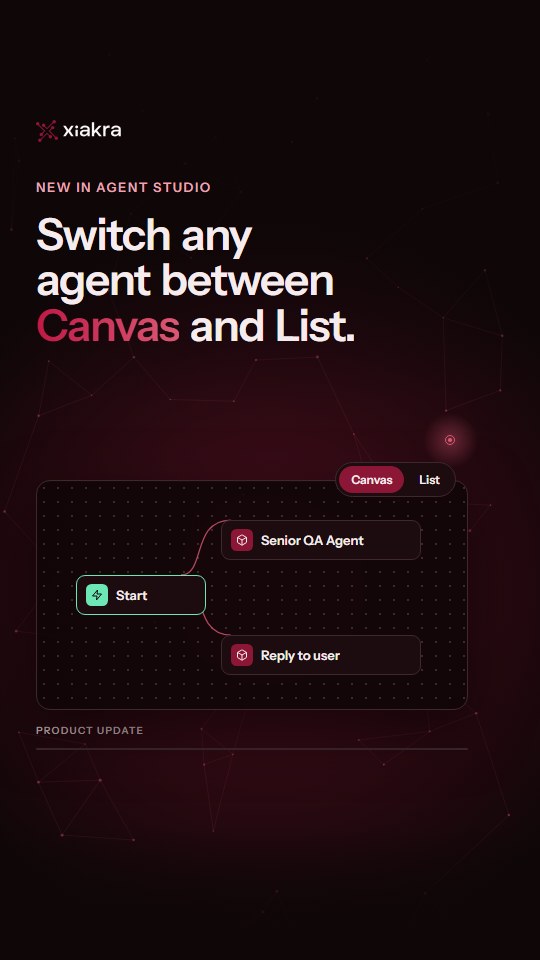 xiakra
NEW IN AGENT STUDIO
Switch any
agent between
Canvas and List.
Canvas List
Senior QA Agent
Start
Reply to user
PRODUCT UPDATE